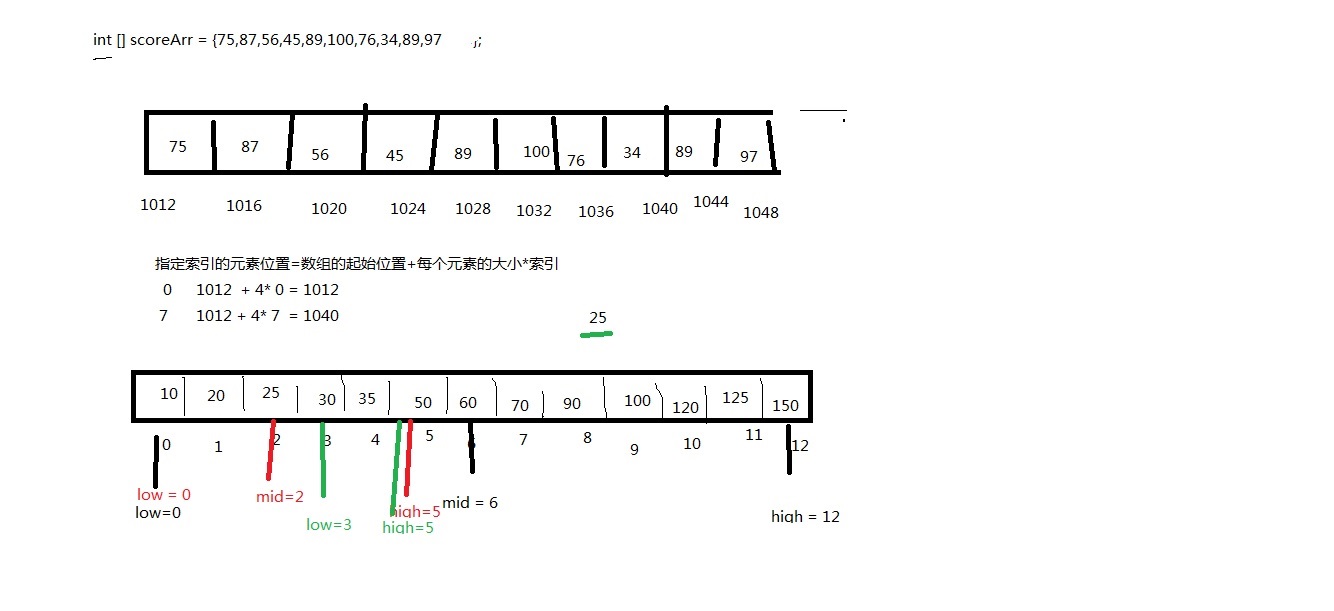 int [] scoreArr = {75,87,56,45,89,100,76,34,89,97 };
75 87 56 45 89 100 76 34 89 97
1012 1016 1020 1024 1028 1032 1036 1040 1044 1048
指定索引的元素位置=数组的起始位置+每个元素的大小*索引
0 1012 + 4* 0 = 1012
7 1012 + 4* 7 = 1040
25
10 20 25 30 35 50 60 70 90 100 120 125 150
0 1 2 3 4 5 6 7 8 9 10 11 12
low = 0 mid=2 high=5 mid = 6
low=0 low=3 high=5 high = 12